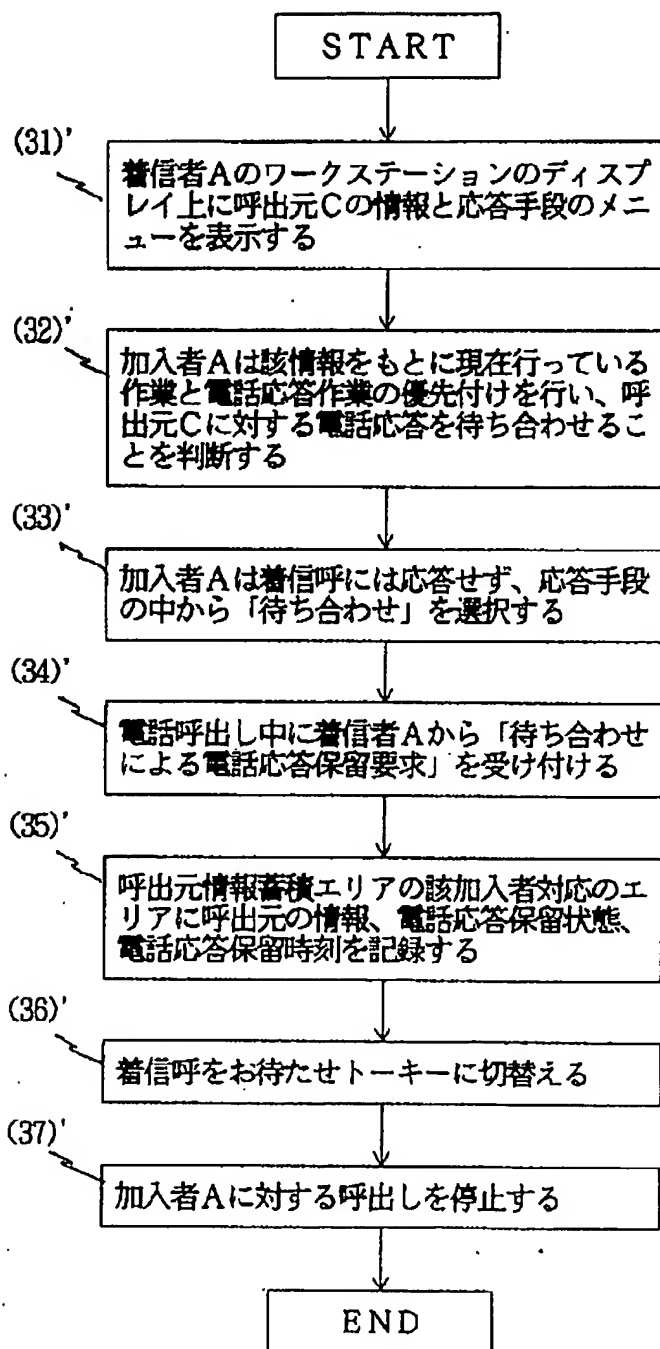 START
(31)'
着信者Aのワークステーションのディスプ
レイ上に呼出元Cの情報と応答手段のメニ
ューを表示する
(32)'
加入者Aは該情報をもとに現在行っている
作業と電話応答作業の優先付けを行い、呼
出元Cに対する電話応答を待ち合わせるこ
とを判断する
(33)'
加入者Aは着信呼には応答せず、応答手段
の中から「待ち合わせ」を選択する
(34)'
電話呼出し中に着信者Aから「待ち合わせ
による電話応答保留要求」を受け付ける
(35)'
呼出元情報蓄積エリアの該加入者対応のエ
リアに呼出元の情報、電話応答保留状態、
電話応答保留時刻を記録する
(36)'
着信呼をお待たせトーキーに切替える
(37)'
加入者Aに対する呼出しを停止する
END